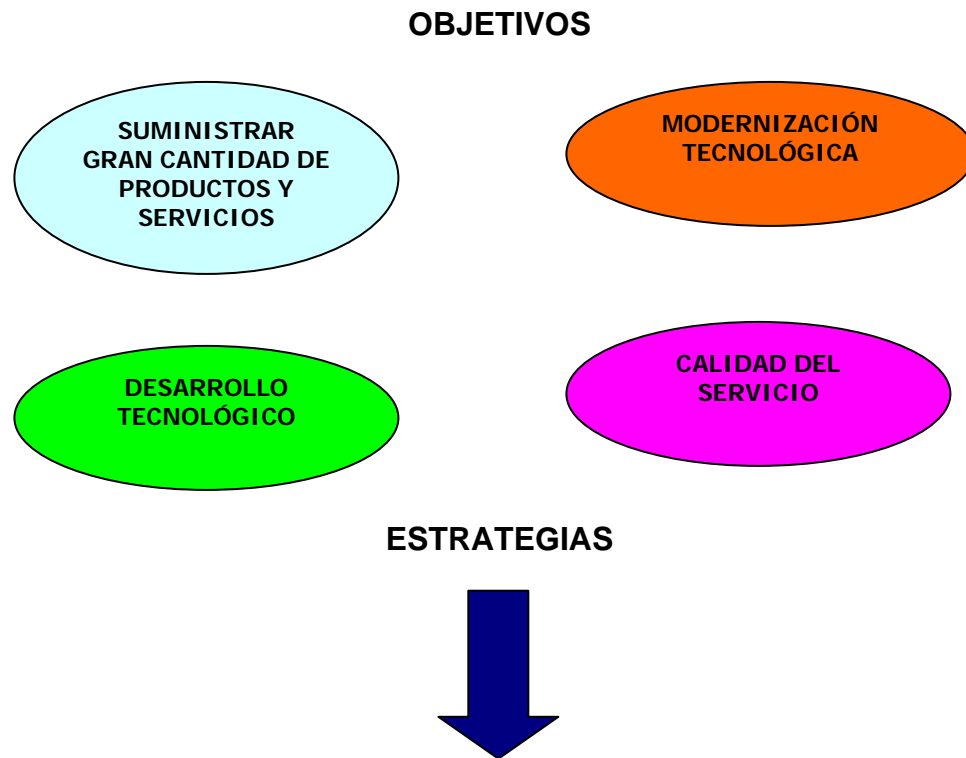 OBJETIVOS
SUMINISTRAR
GRAN CANTIDAD DE
PRODUCTOS Y
SERVICIOS
MODERNIZACIÓN
TECNOLÓGICA
DESARROLLO
TECNOLÓGICO
CALIDAD DEL
SERVICIO
ESTRATEGIAS